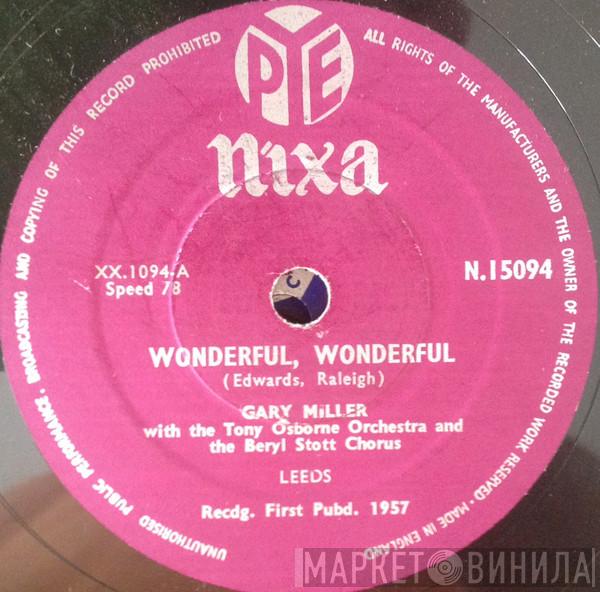 UNAUTHORISED PUBLIC PERFORMANCE, BROADCASTING AND COPYING OF THIS RECORD PROHIBITED
ALL RIGHTS OF THE MANUFACTURERS AND THE OWNER OF THE RECORDED WORK RESERVED · MADE IN ENGLAND
PYE
nixa
XX.1094-A
Speed 78
N.15094
C
WONDERFUL, WONDERFUL
(Edwards, Raleigh)
GARY MILLER
with the Tony Osborne Orchestra and
the Beryl Stott Chorus
LEEDS
Recdg. First Pubd. 1957
МАРКЕТ ВИНИЛА